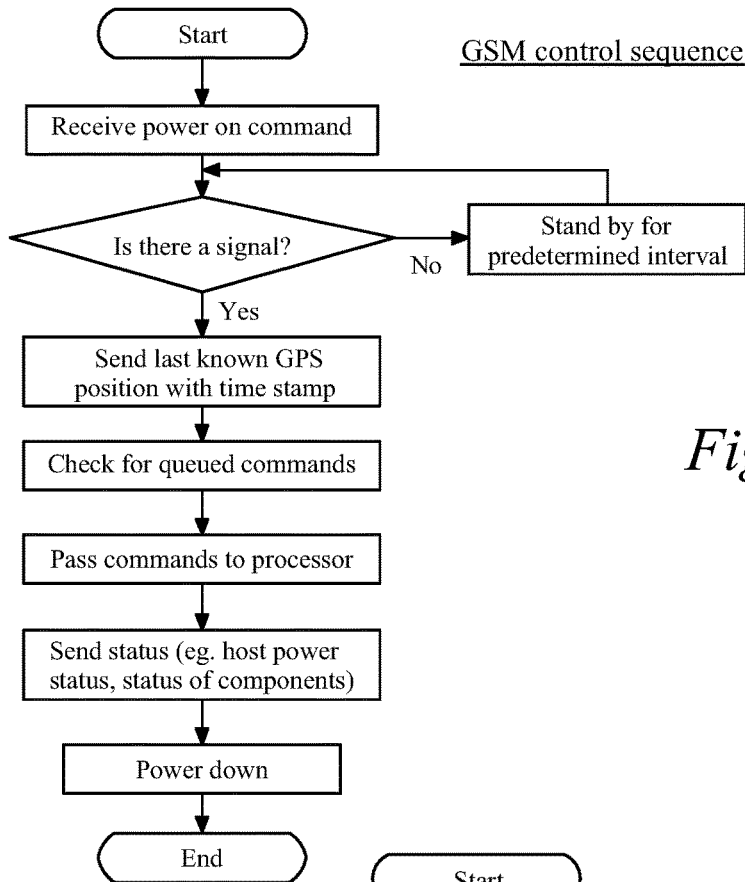 Start
GSM control sequence
Receive power on command
Is there a signal?
No
Stand by for
predetermined interval
Yes
Send last known GPS
position with time stamp
Check for queued commands
Pass commands to processor
Send status (eg. host power
status, status of components)
Power down
End
Start